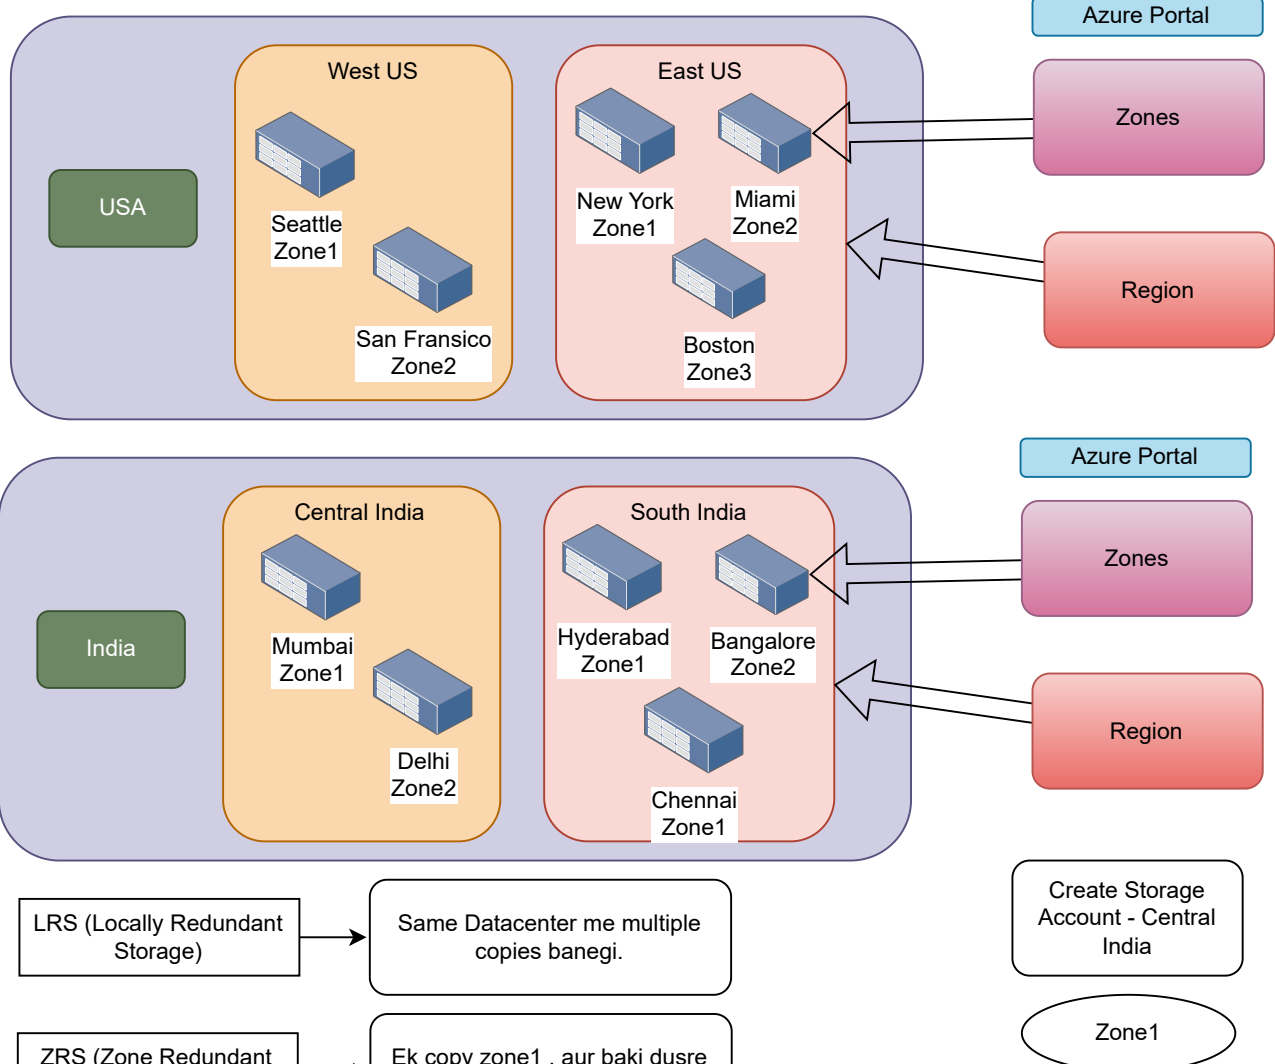 Azure Portal
West US
East US
Zones
USA
Seattle
Zone1
New York
Zone1
Miami
Zone2
Region
San Fransico
Zone2
Boston
Zone3
Azure Portal
Central India
South India
Zones
India
Mumbai
Zone1
Hyderabad
Zone1
Bangalore
Zone2
Region
Delhi
Zone2
Chennai
Zone1
LRS (Locally Redundant
Storage)
Same Datacenter me multiple
copies banegi.
Create Storage
Account - Central
India
Zone1
ZRS (Zone Redundant
Ek copy zone1 , aur baki dusre